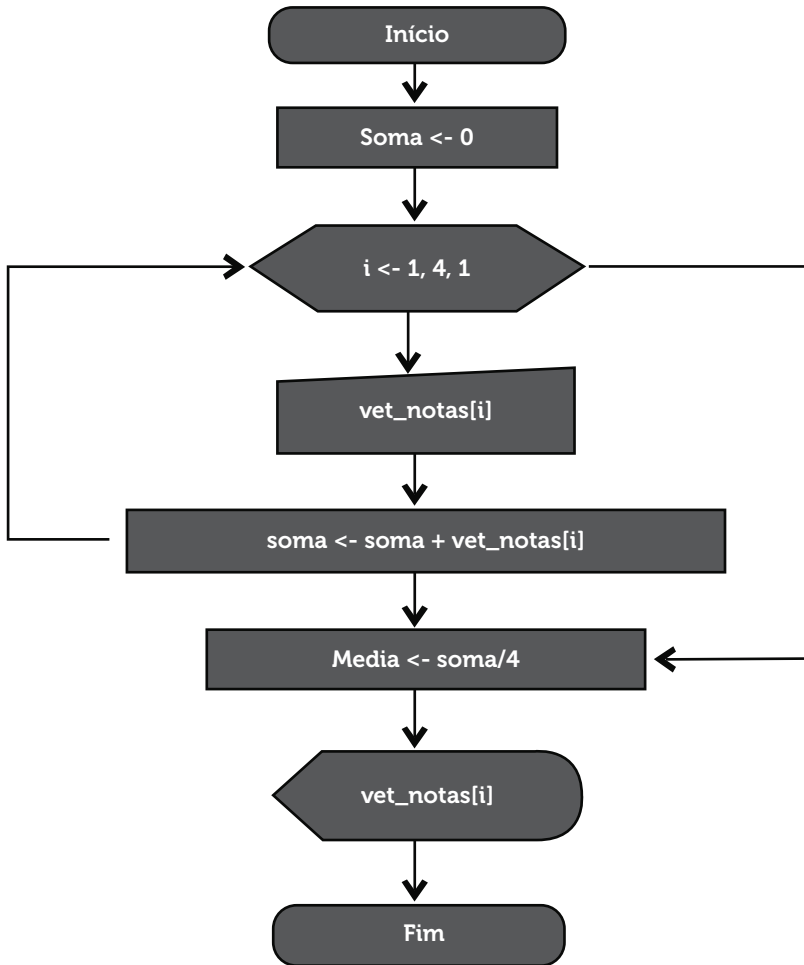 Início
Soma <- 0
i <- 1, 4, 1
vet_notas[i]
soma <- soma + vet_notas[i]
Media <- soma/4
vet_notas[i]
Fim